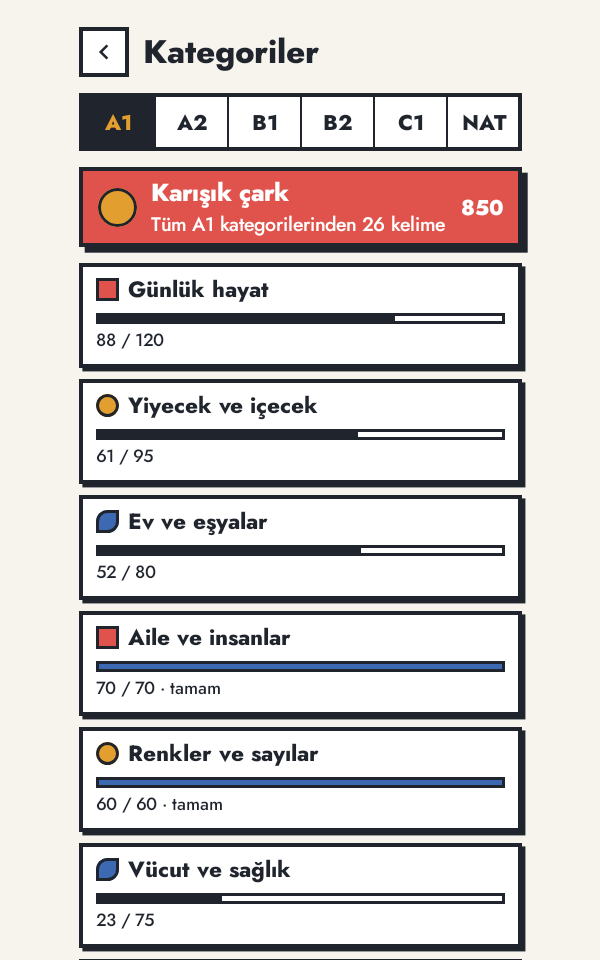 Kategoriler
A1 A2 B1 B2 C1 NAT
Karışık çark
Tüm A1 kategorilerinden 26 kelime
850
Günlük hayat
88 / 120
Yiyecek ve içecek
61 / 95
Ev ve eşyalar
52 / 80
Aile ve insanlar
70 / 70 · tamam
Renkler ve sayılar
60 / 60 · tamam
Vücut ve sağlık
23 / 75